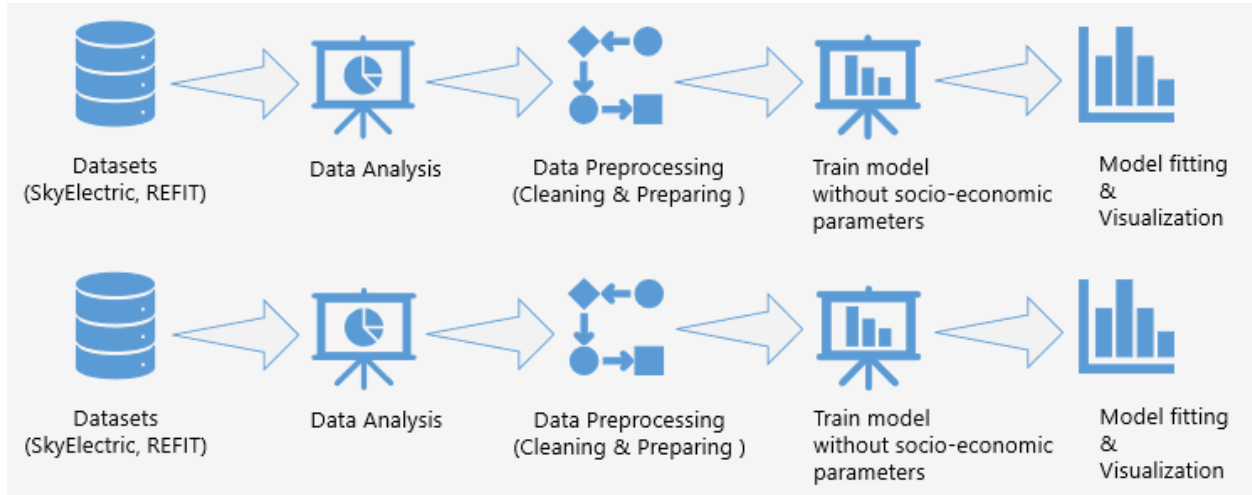 Datasets
(SkyElectric, REFIT)
Data Analysis
Data Preprocessing
(Cleaning & Preparing )
Train model
without socio-economic
parameters
Model fitting
&
Visualization
Datasets
(SkyElectric, REFIT)
Data Analysis
Data Preprocessing
(Cleaning & Preparing )
Train model
without socio-economic
parameters
Model fitting
&
Visualization